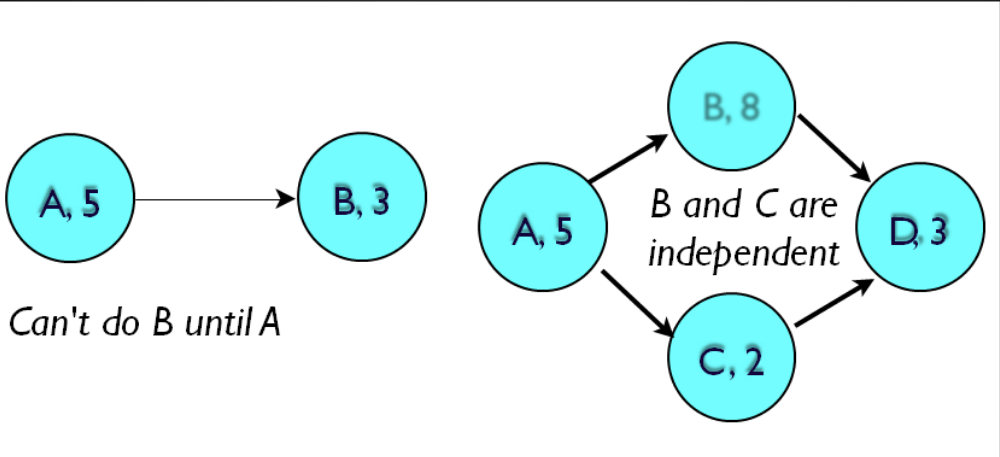 A, 5
B, 3
Can't do B until A
B, 8
A, 5
B and C are
independent
D, 3
C, 2